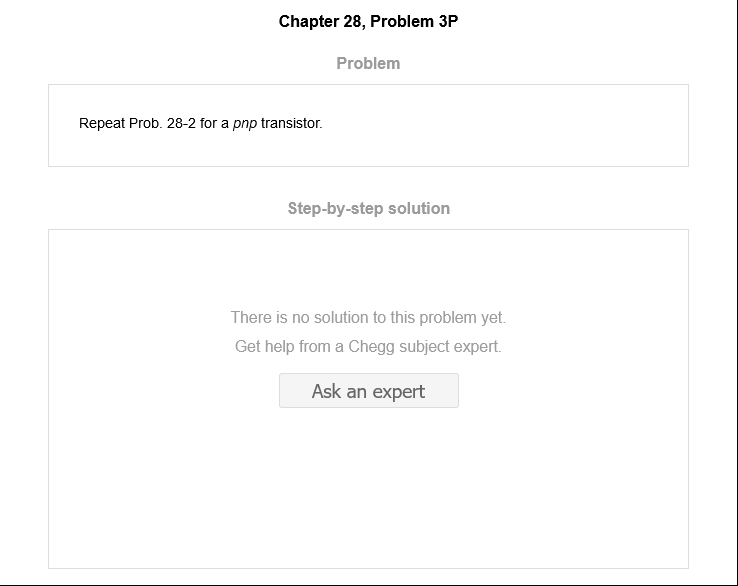 Chapter 28, Problem 3P
Problem
Repeat Prob. 28-2 for a pnp transistor.
Step-by-step solution
There is no solution to this problem yet.
Get help from a Chegg subject expert.
Ask an expert